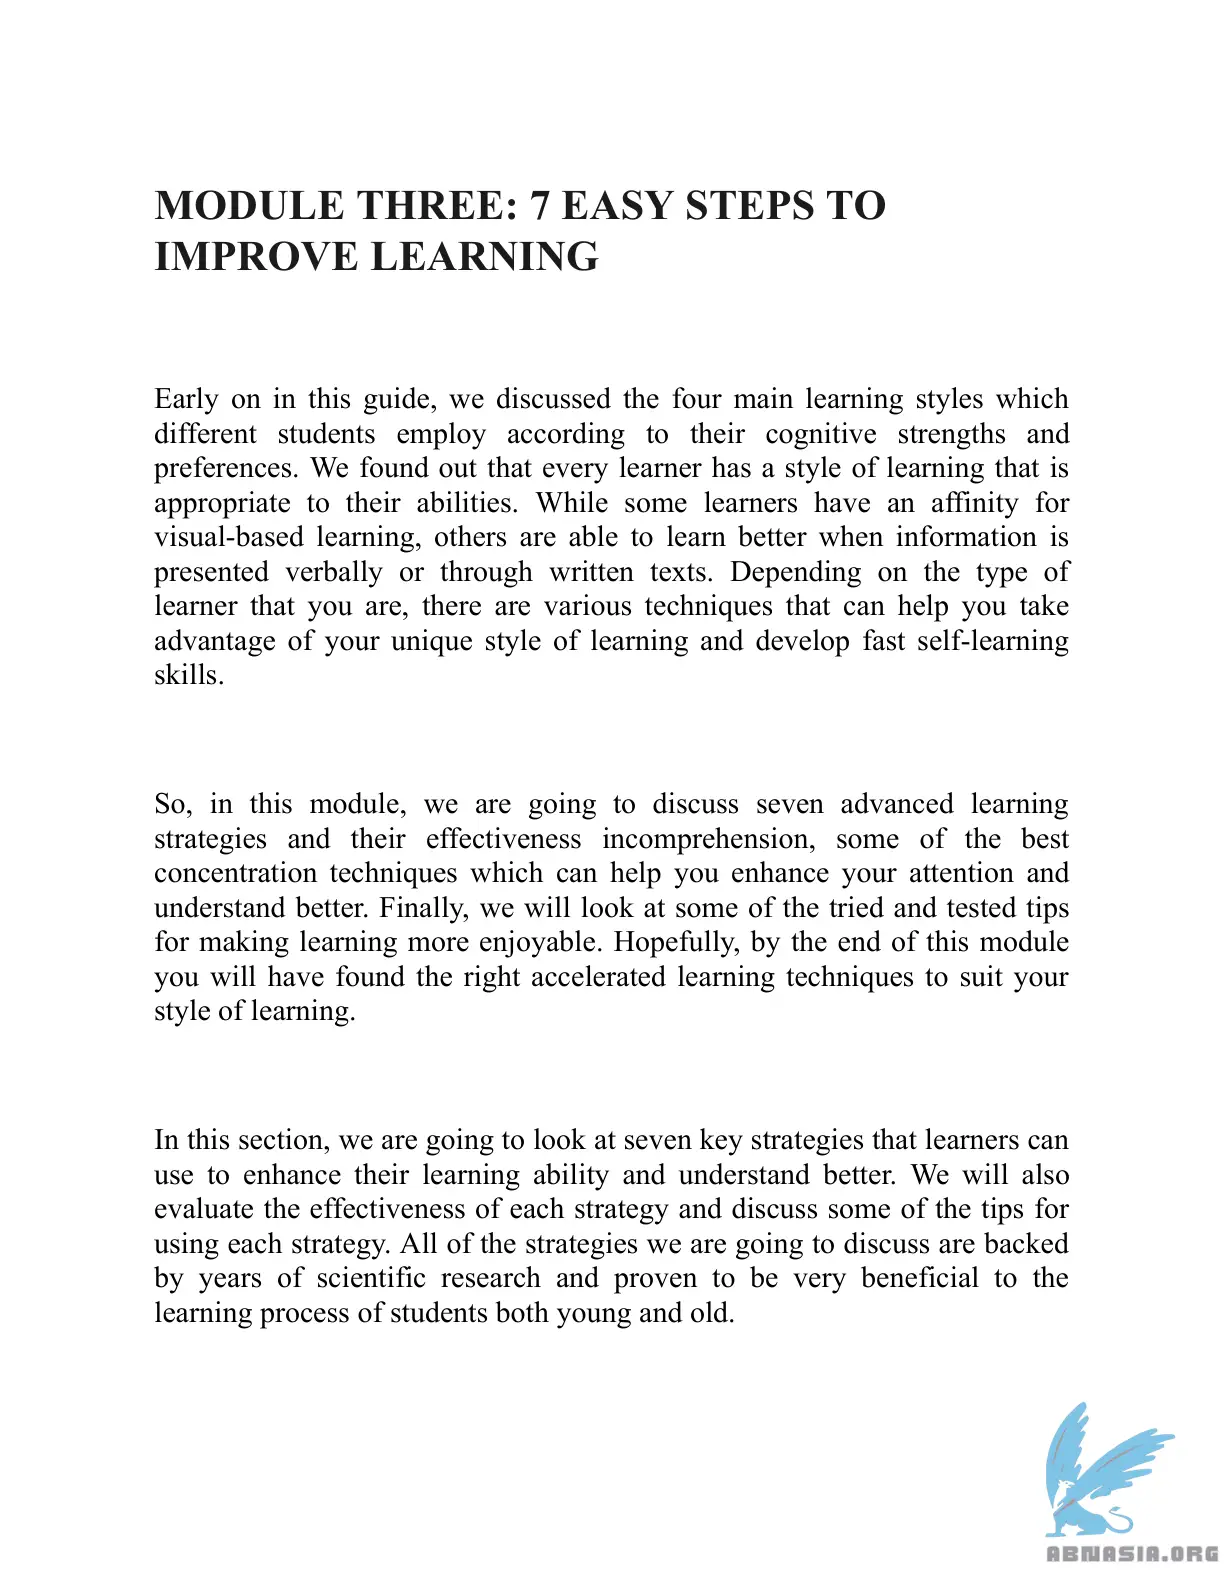 MODULE THREE: 7 EASY STEPS TO
IMPROVE LEARNING
Early on in this guide, we discussed the four main learning styles which
different students employ according to their cognitive strengths and
preferences. We found out that every learner has a style of learning that is
appropriate to their abilities. While some learners have an affinity for
visual-based learning, others are able to learn better when information is
presented verbally or through written texts. Depending on the type of
learner that you are, there are various techniques that can help you take
advantage of your unique style of learning and develop fast self-learning
skills.
So, in this module, we are going to discuss seven advanced learning
strategies and their effectiveness incomprehension, some of the best
concentration techniques which can help you enhance your attention and
understand better. Finally, we will look at some of the tried and tested tips
for making learning more enjoyable. Hopefully, by the end of this module
you will have found the right accelerated learning techniques to suit your
style of learning.
In this section, we are going to look at seven key strategies that learners can
use to enhance their learning ability and understand better. We will also
evaluate the effectiveness of each strategy and discuss some of the tips for
using each strategy. All of the strategies we are going to discuss are backed
by years of scientific research and proven to be very beneficial to the
learning process of students both young and old.
ABNASIA.ORG